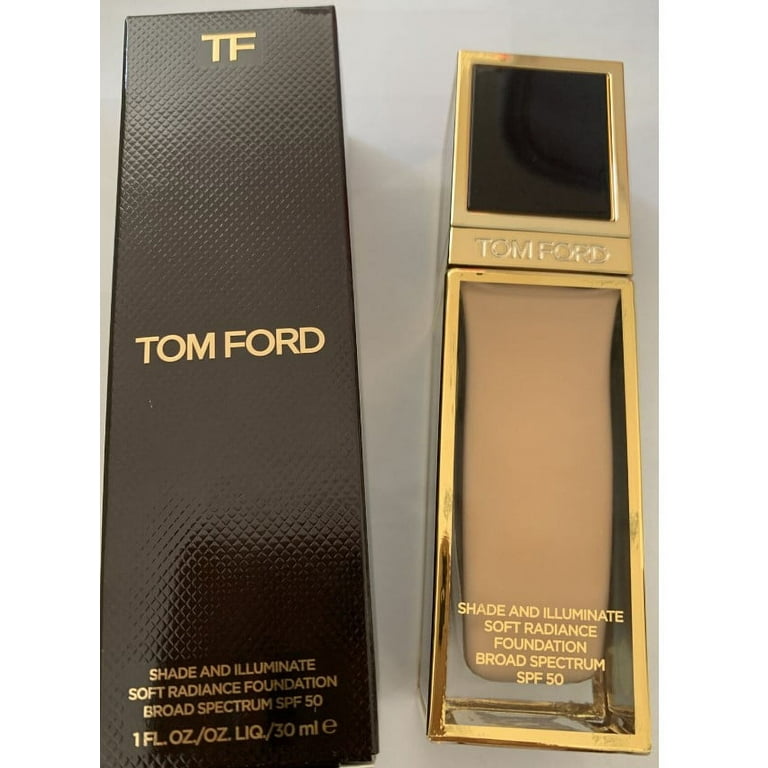 TF
TOM FORD
SHADE AND ILLUMINATE
SOFT RADIANCE FOUNDATION
BROAD SPECTRUM SPF 50
1 FL. OZ./OZ. LIQ./30 ml e
TOM FORD
SHADE AND ILLUMINATE
SOFT RADIANCE
FOUNDATION
BROAD SPECTRUM
SPF 50